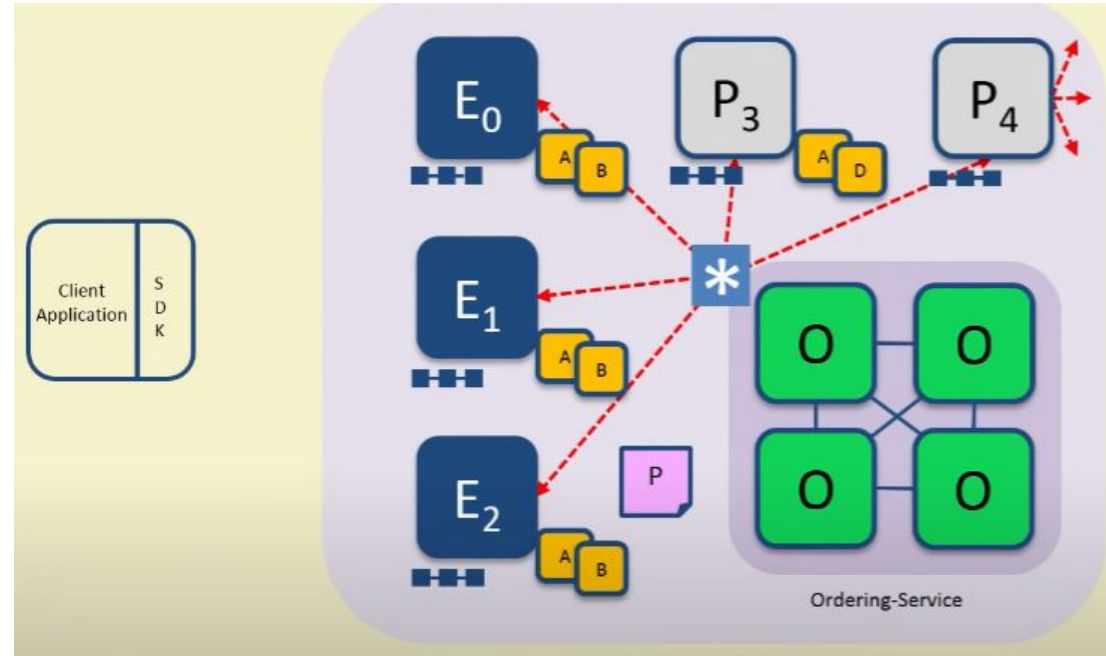 E0
A
B
P3
A
D
P4
Client
Application
S
D
K
E1
A
B
*
O
O
E2
A
B
P
O
O
Ordering-Service